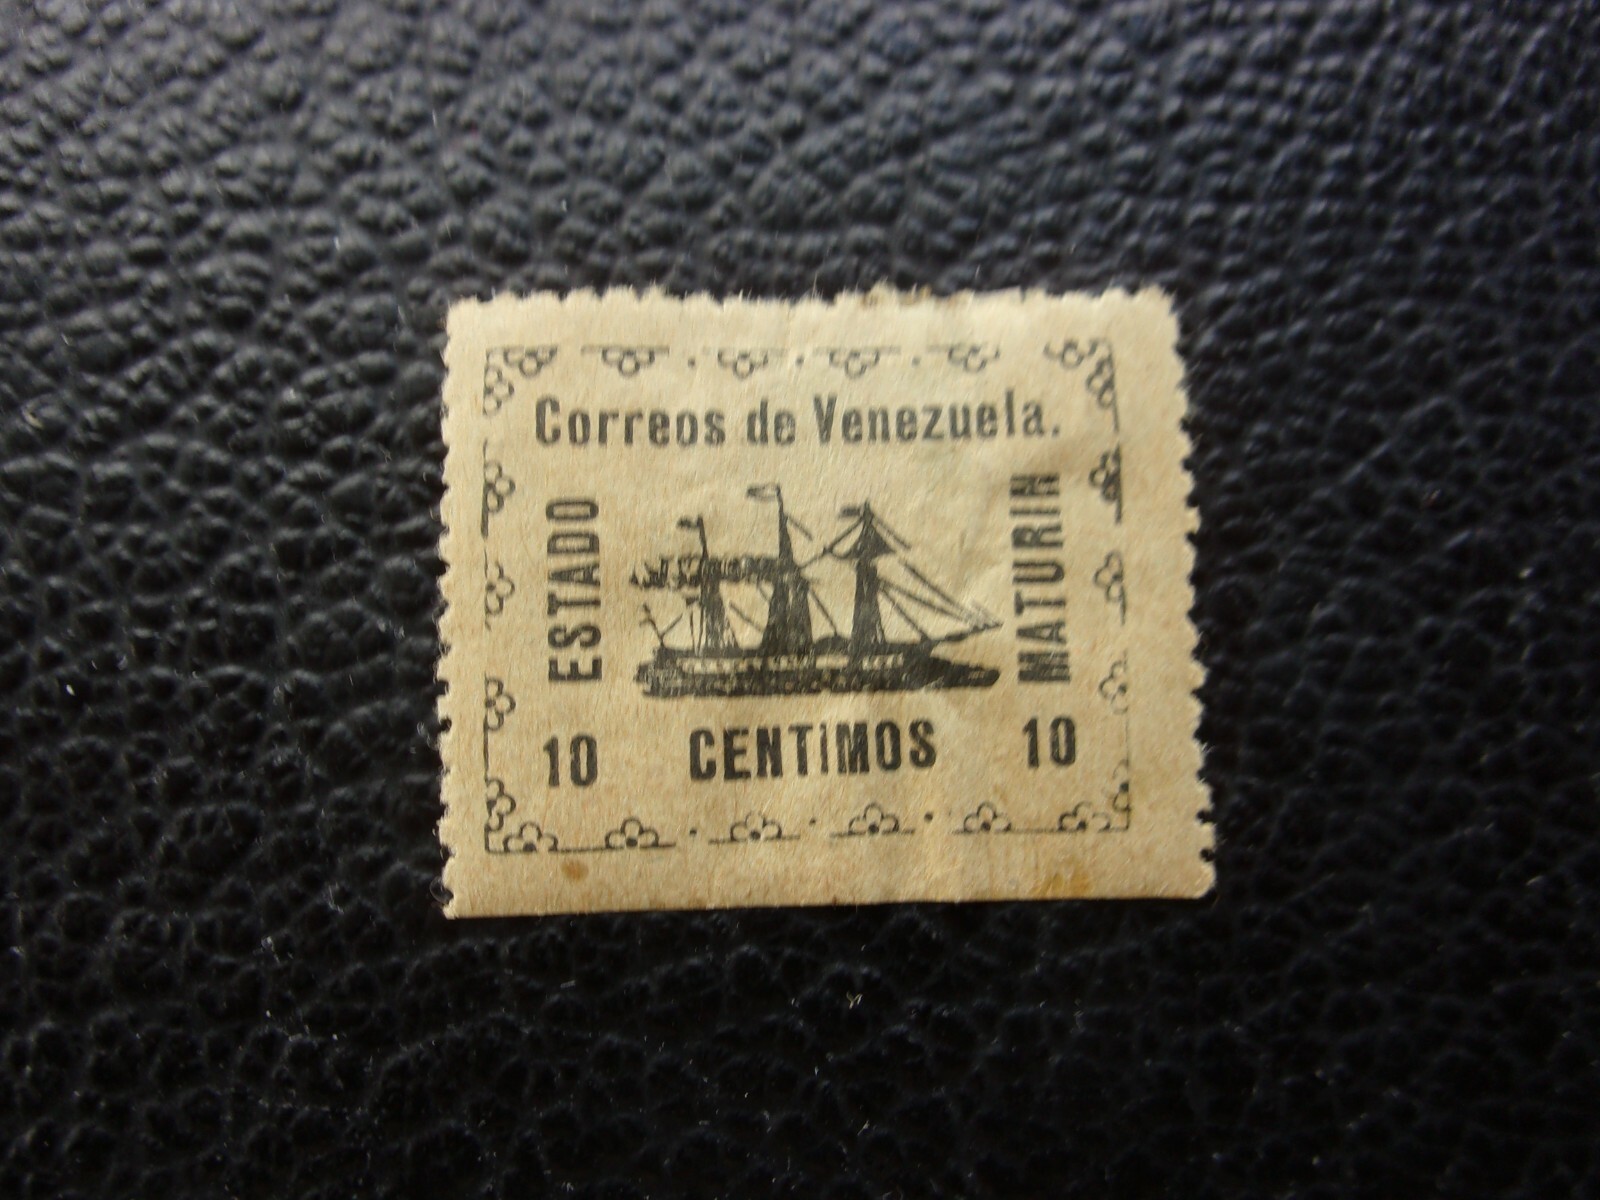 Correos de Venezuela.
ESTADO
MATURIN
10 CENTIMOS 10